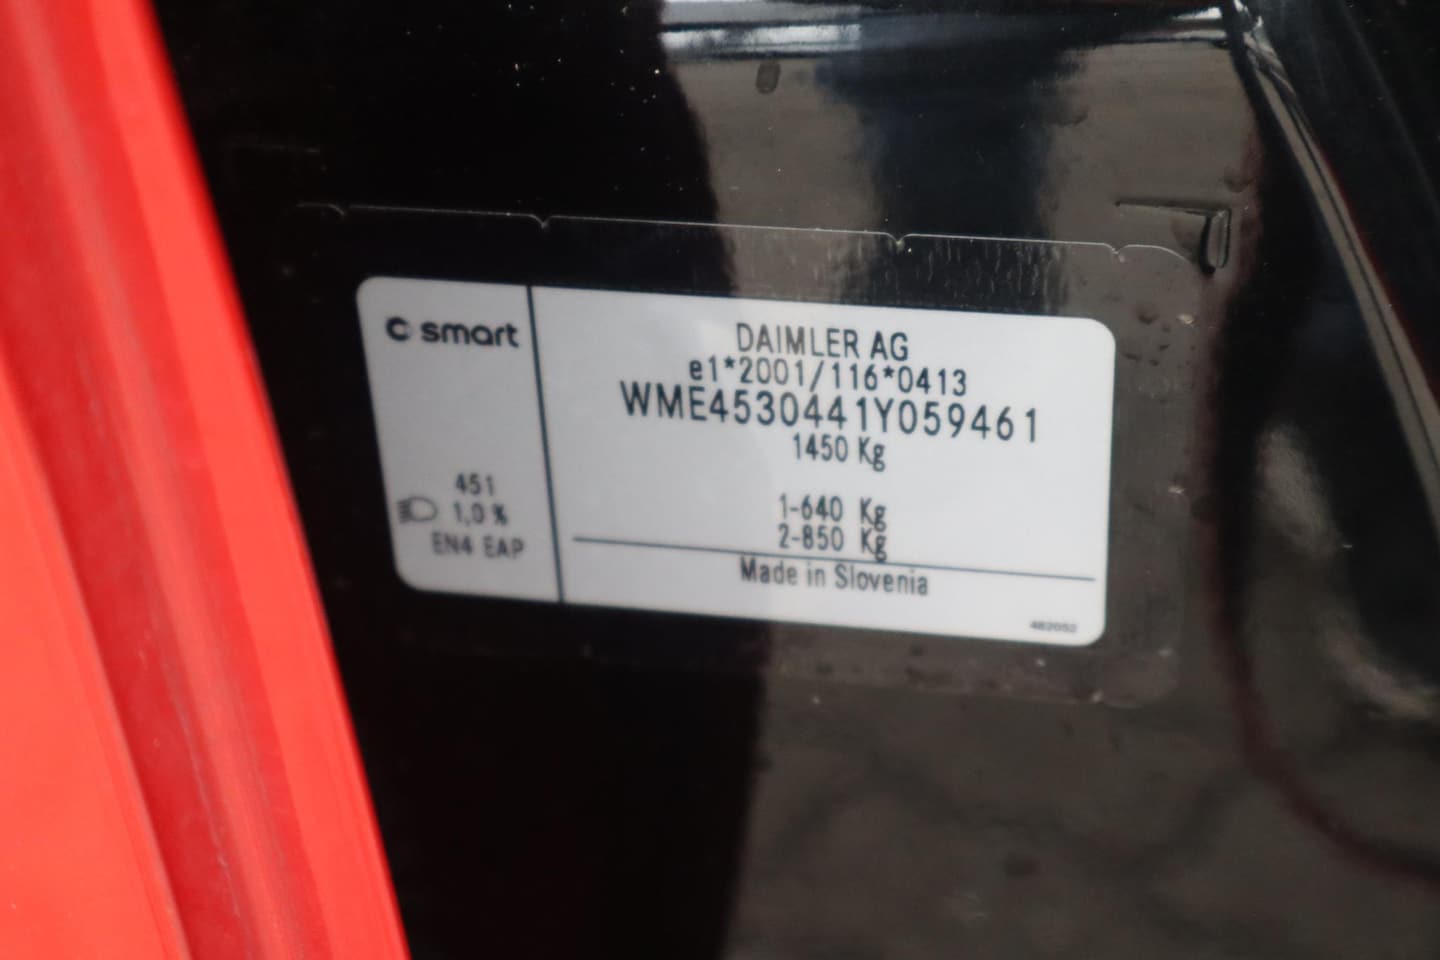 smart
DAIMLER AG
e1*2001/116*0413
WME4530441Y059461
1450 Kg
451
1-640 Kg
1,0 %
2-850 Kg
EN4 EAP
Made in Slovenia
482052